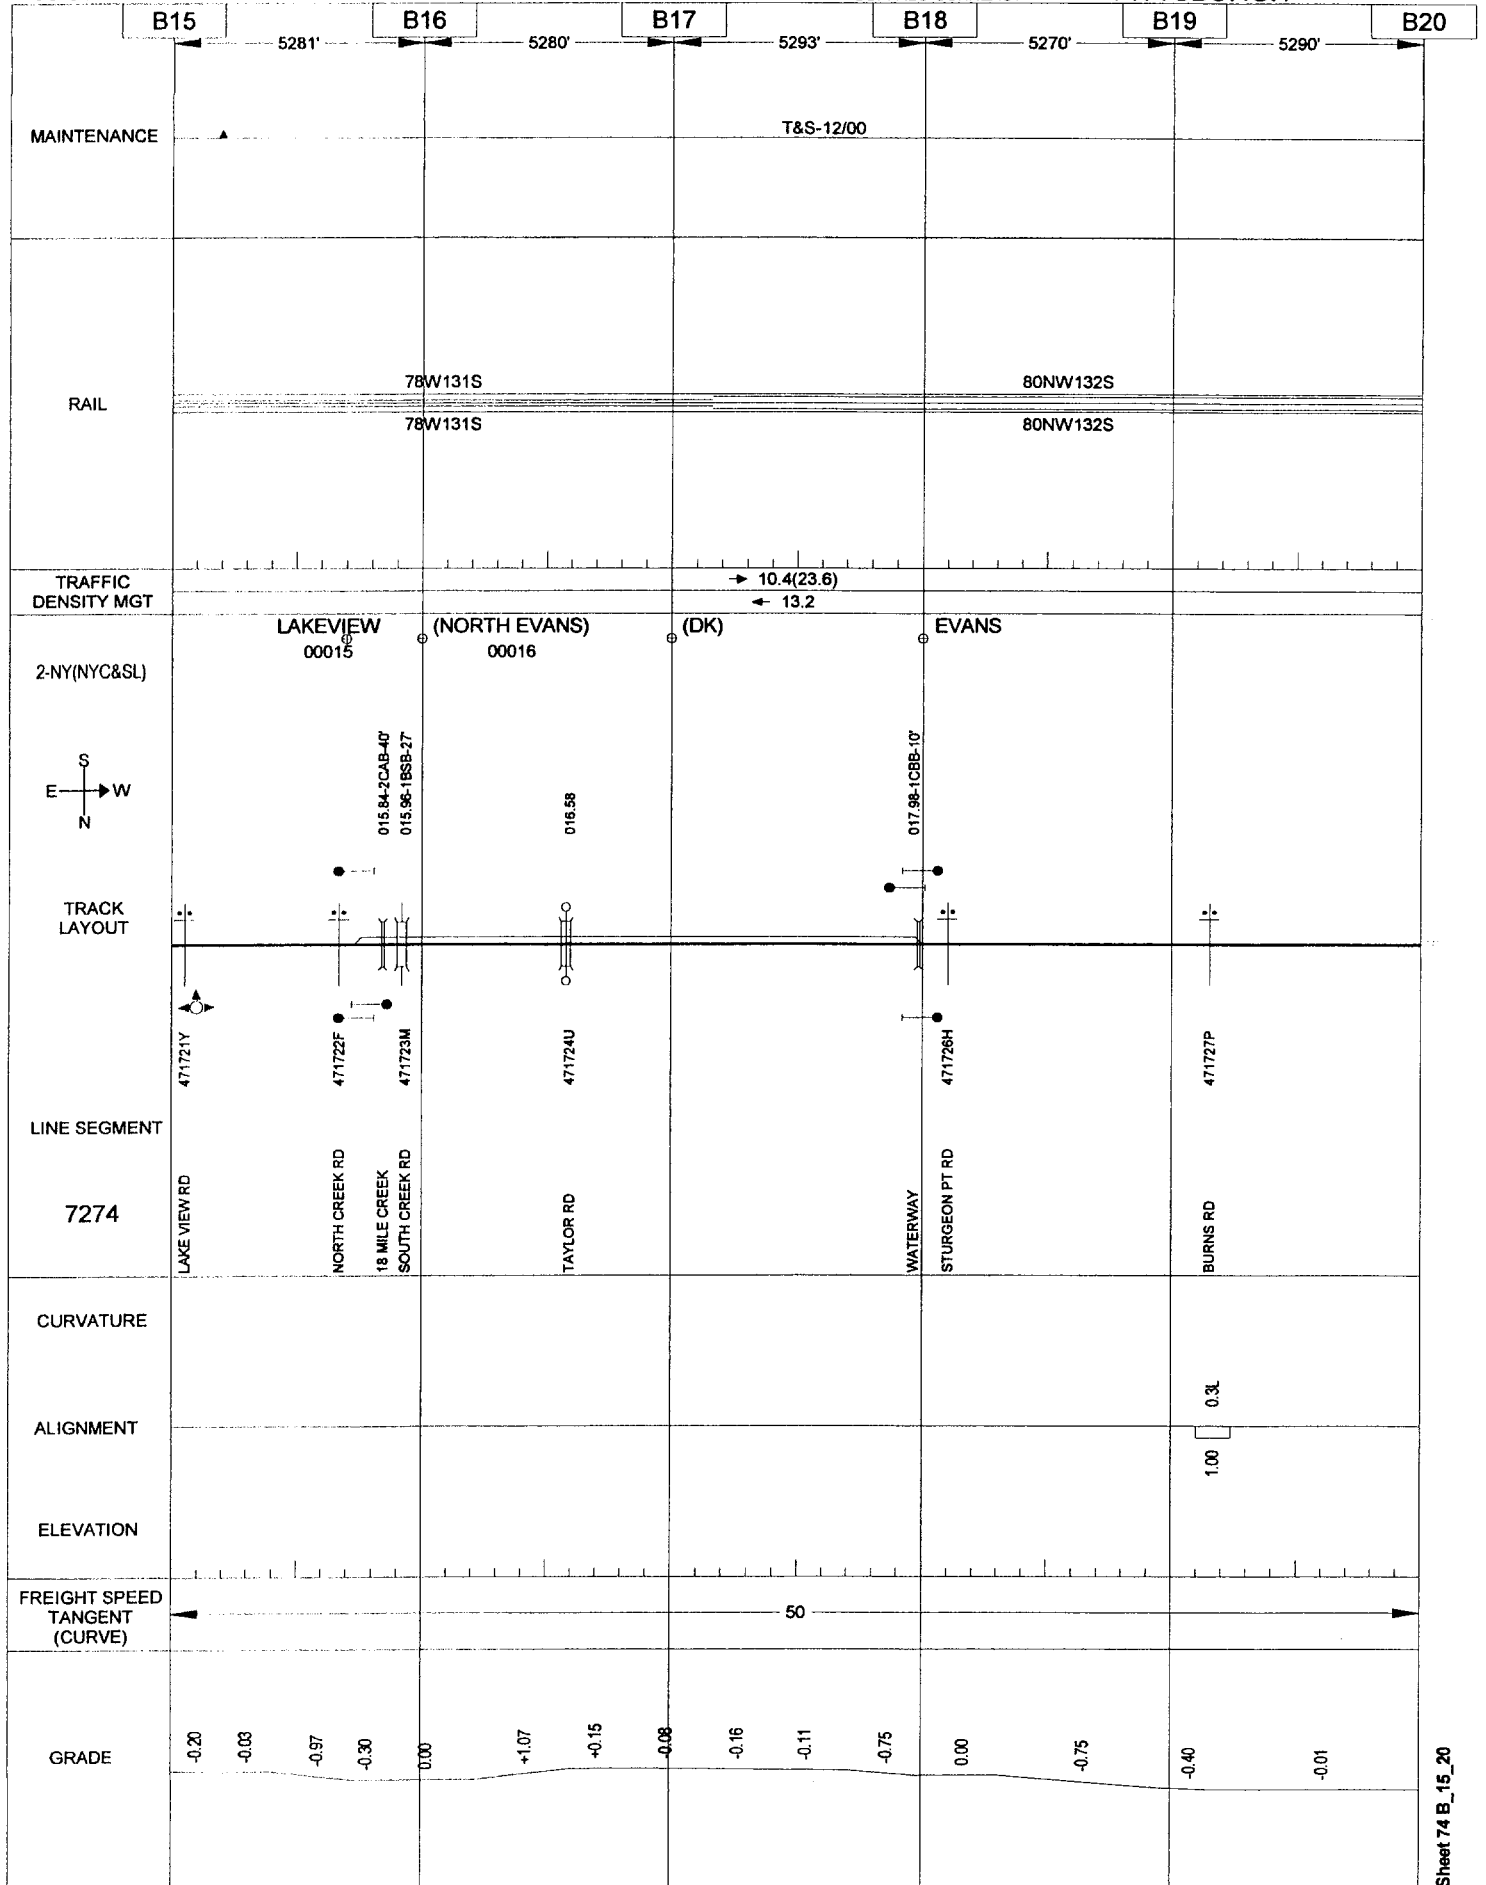 B15 B16 B17 B18 B19 B20
5281' 5280' 5293' 5270' 5290'
MAINTENANCE
T&S-12/00
RAIL
78W131S 80NW132S
78W131S 80NW132S
TRAFFIC
DENSITY MGT
10.4(23.6)
13.2
LAKEVIEW (NORTH EVANS) (DK) EVANS
00015 00016
2-NY(NYC&SL)
S
E W
N
015.84-2CAB-40'
015.96-1BSB-27'
016.58
017.98-1CBB-10'
TRACK
LAYOUT
471721Y
471722F
471723M
471724U
471726H
471727P
LINE SEGMENT
7274
LAKE VIEW RD
NORTH CREEK RD
18 MILE CREEK
SOUTH CREEK RD
TAYLOR RD
WATERWAY
STURGEON PT RD
BURNS RD
CURVATURE
0.3L
ALIGNMENT
1.00
ELEVATION
FREIGHT SPEED
TANGENT
(CURVE)
50
GRADE
-0.20 -0.03 -0.97 -0.30 0.00 +1.07 +0.15 -0.08 -0.16 -0.11 -0.75 0.00 -0.75 -0.40 -0.01
Sheet 74 B_15_20